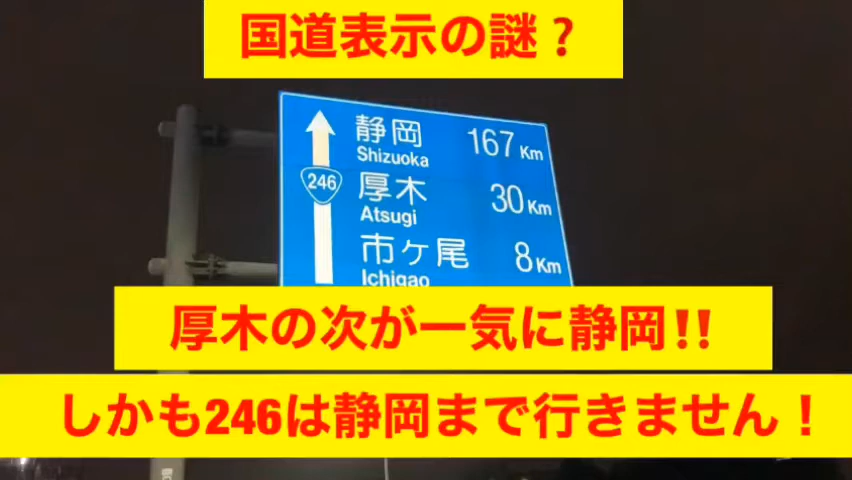 国道表示の謎？
静岡 167 Km
Shizuoka
246
厚木 30 Km
Atsugi
市ヶ尾 8 Km
Ichigao
厚木の次が一気に静岡‼
しかも246は静岡まで行きません！